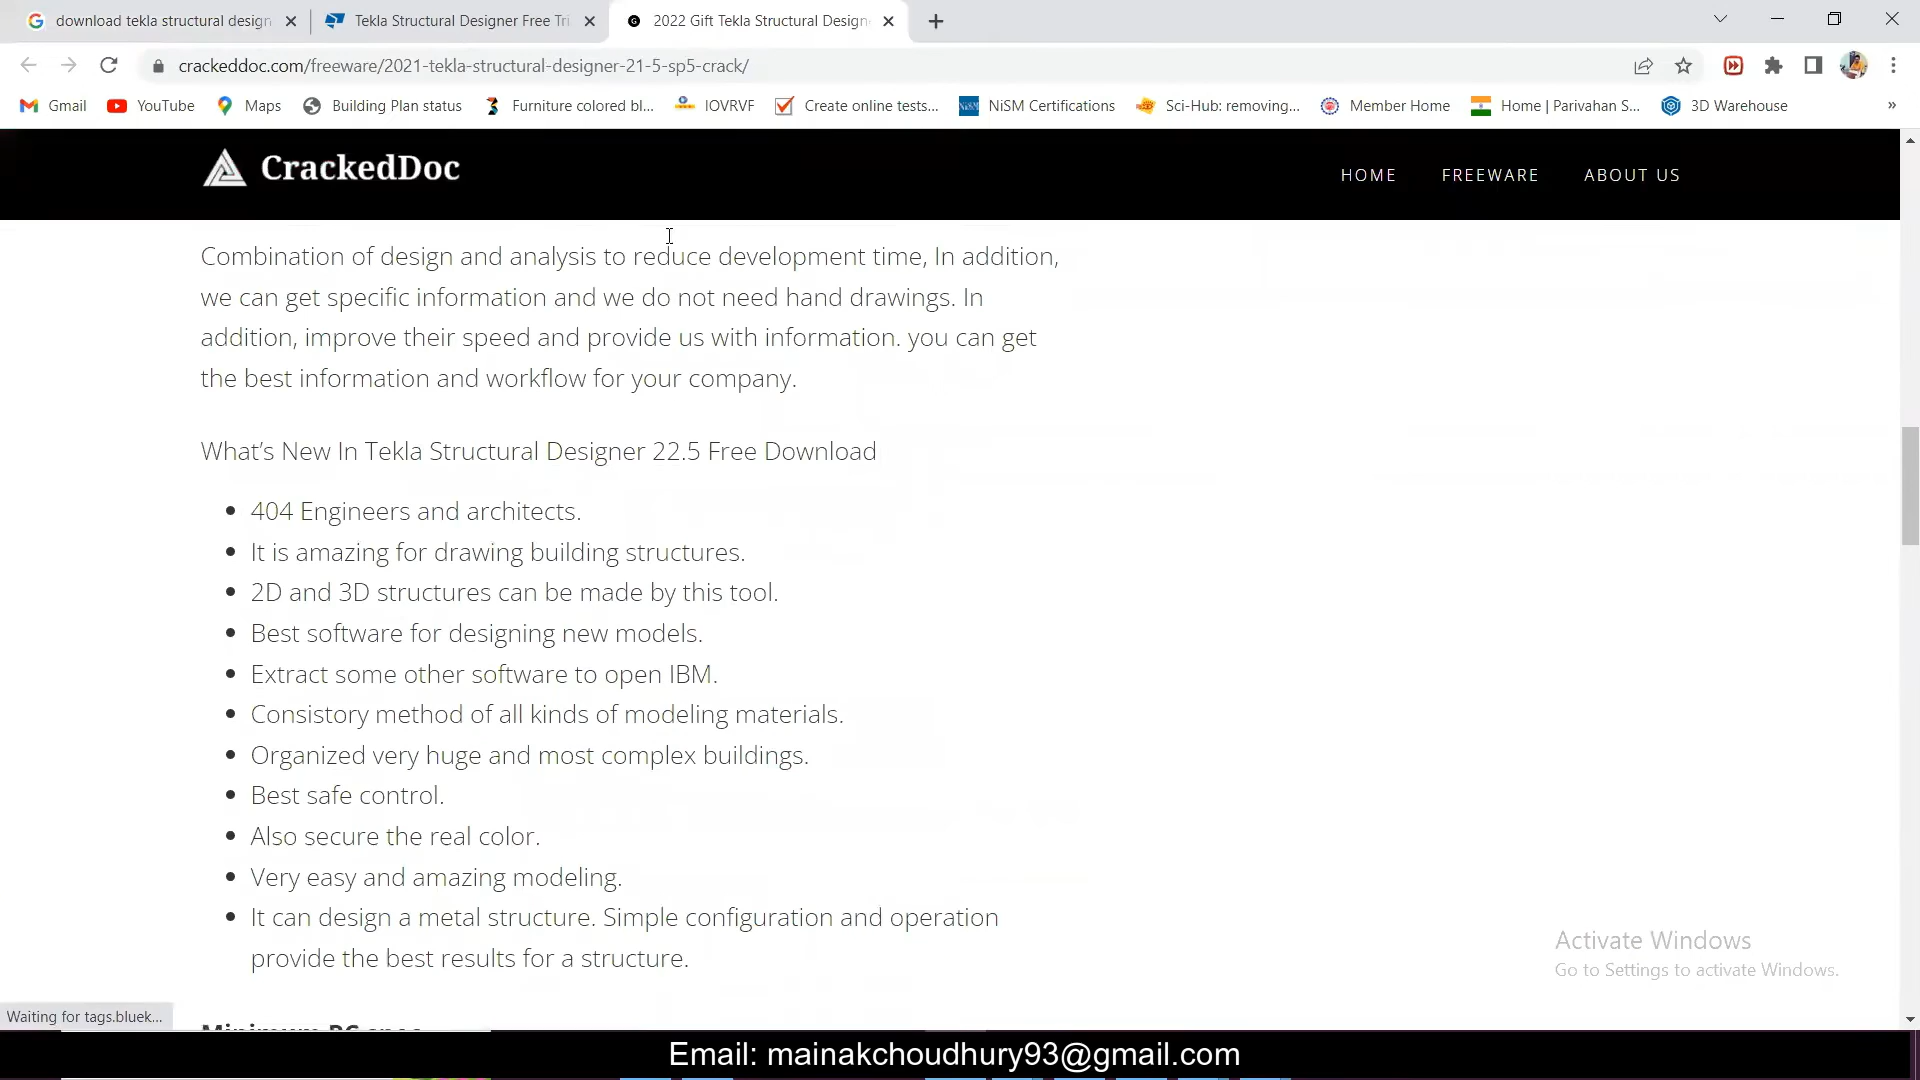 download tekla structural design
Tekla Structural Designer Free Tri
2022 Gift Tekla Structural Design
crackeddoc.com/freeware/2021-tekla-structural-designer-21-5-sp5-crack/
Gmail YouTube Maps Building Plan status Furniture colored bl... IOVRVF Create online tests... NiSM Certifications Sci-Hub: removing... Member Home Home | Parivahan S... 3D Warehouse »
CrackedDoc
HOME FREEWARE ABOUT US
Combination of design and analysis to reduce development time, In addition,
we can get specific information and we do not need hand drawings. In
addition, improve their speed and provide us with information. you can get
the best information and workflow for your company.
What's New In Tekla Structural Designer 22.5 Free Download
404 Engineers and architects.
It is amazing for drawing building structures.
2D and 3D structures can be made by this tool.
Best software for designing new models.
Extract some other software to open IBM.
Consistory method of all kinds of modeling materials.
Organized very huge and most complex buildings.
Best safe control.
Also secure the real color.
Very easy and amazing modeling.
It can design a metal structure. Simple configuration and operation
provide the best results for a structure.
Activate Windows
Go to Settings to activate Windows.
Waiting for tags.bluek...
Minimum PC spec
Email: mainakchoudhury93@gmail.com